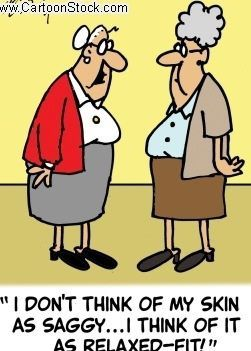 www.CartoonStock.com
" I DON'T THINK OF MY SKIN
AS SAGGY...I THINK OF IT
AS RELAXED-FIT!"